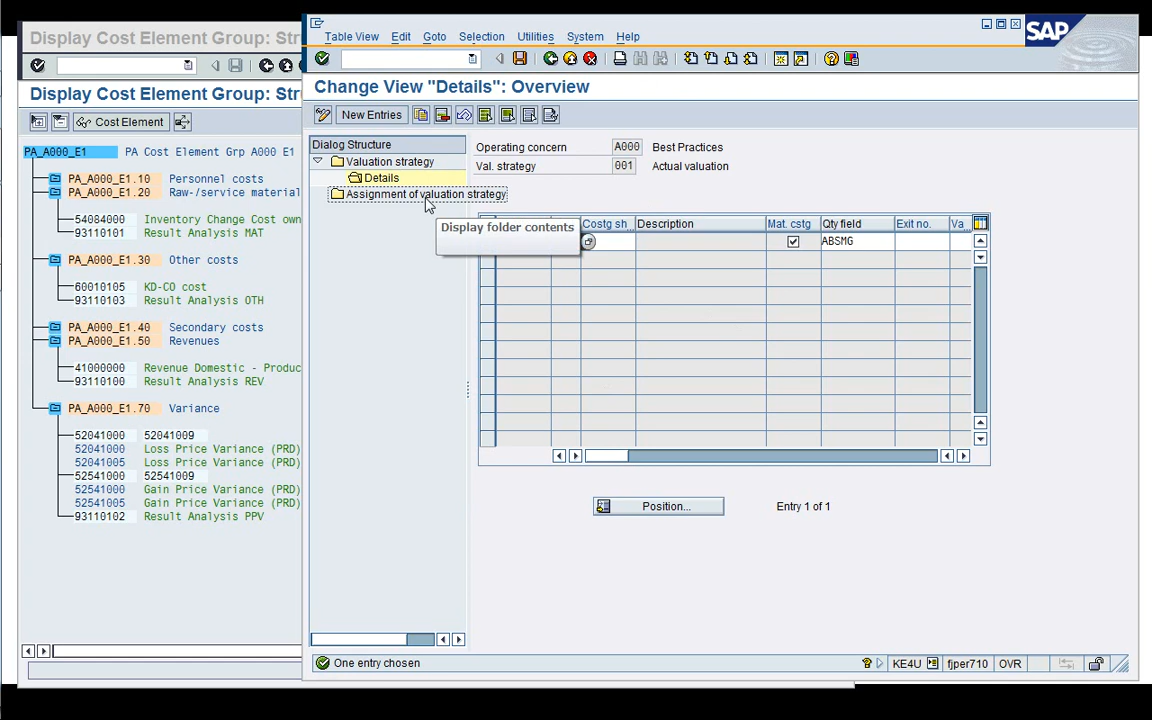 Display Cost Element Group: Str
Display Cost Element Group: Str
Cost Element
PA_A000_E1 PA Cost Element Grp A000 E1
PA_A000_E1.10 Personnel costs
PA_A000_E1.20 Raw-/service material
54084000 Inventory Change Cost own
93110101 Result Analysis MAT
PA_A000_E1.30 Other costs
60010105 KD-CO cost
93110103 Result Analysis OTH
PA_A000_E1.40 Secondary costs
PA_A000_E1.50 Revenues
41000000 Revenue Domestic - Produc
93110100 Result Analysis REV
PA_A000_E1.70 Variance
52041000 52041009
52041000 Loss Price Variance (PRD)
52041005 Loss Price Variance (PRD)
52541000 52541009
52541000 Gain Price Variance (PRD)
52541005 Gain Price Variance (PRD)
93110102 Result Analysis PPV
Table View Edit Goto Selection Utilities System Help
SAP
Change View "Details": Overview
New Entries
Dialog Structure
Valuation strategy
Details
Assignment of valuation strategy
Display folder contents
Operating concern A000 Best Practices
Val. strategy 001 Actual valuation
Costg sh.. Description Mat. cstg Qty field Exit no. Va
ABSMG
Position... Entry 1 of 1
One entry chosen
KE4U fjper710 OVR